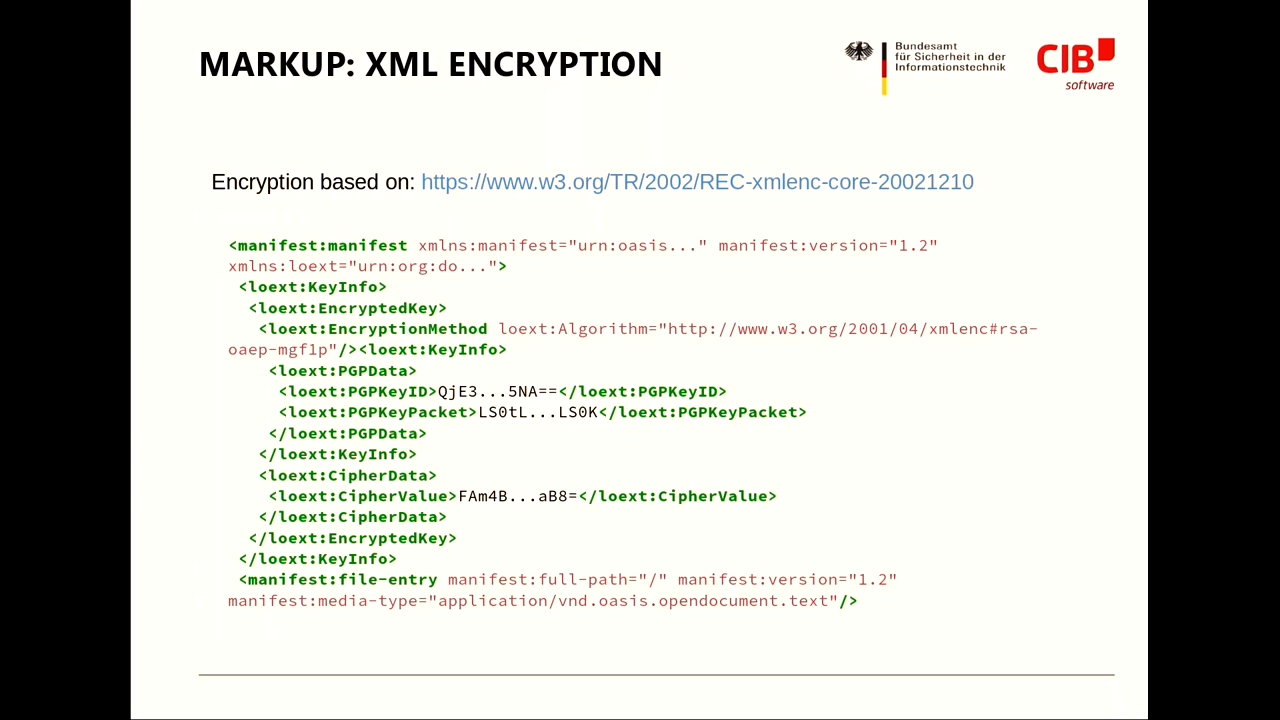 MARKUP: XML ENCRYPTION
Bundesamt
für Sicherheit in der
Informationstechnik
CIB
software
Encryption based on: https://www.w3.org/TR/2002/REC-xmlenc-core-20021210
<manifest:manifest xmlns:manifest="urn:oasis..." manifest:version="1.2"
xmlns:loext="urn:org:do...">
<loext:KeyInfo>
<loext:EncryptedKey>
<loext:EncryptionMethod loext:Algorithm="http://www.w3.org/2001/04/xmlenc#rsa-
oaep-mgf1p"/><loext:KeyInfo>
<loext:PGPData>
<loext:PGPKeyID>QjE3...5NA==</loext:PGPKeyID>
<loext:PGPKeyPacket>LS0tL...LS0K</loext:PGPKeyPacket>
</loext:PGPData>
</loext:KeyInfo>
<loext:CipherData>
<loext:CipherValue>FAm4B...aB8=</loext:CipherValue>
</loext:CipherData>
</loext:EncryptedKey>
</loext:KeyInfo>
<manifest:file-entry manifest:full-path="/" manifest:version="1.2"
manifest:media-type="application/vnd.oasis.opendocument.text"/>